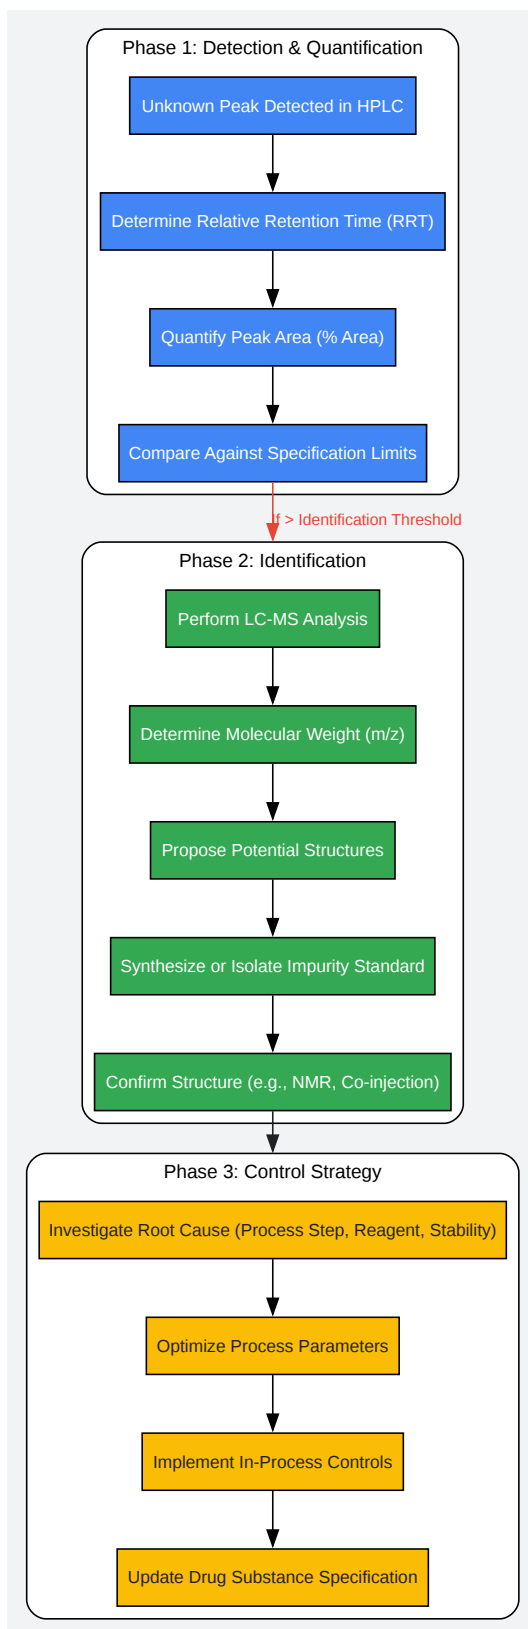 Phase 1: Detection & Quantification
Unknown Peak Detected in HPLC
Determine Relative Retention Time (RRT)
Quantify Peak Area (% Area)
Compare Against Specification Limits
If > Identification Threshold
Phase 2: Identification
Perform LC-MS Analysis
Determine Molecular Weight (m/z)
Propose Potential Structures
Synthesize or Isolate Impurity Standard
Confirm Structure (e.g., NMR, Co-injection)
Phase 3: Control Strategy
Investigate Root Cause (Process Step, Reagent, Stability)
Optimize Process Parameters
Implement In-Process Controls
Update Drug Substance Specification